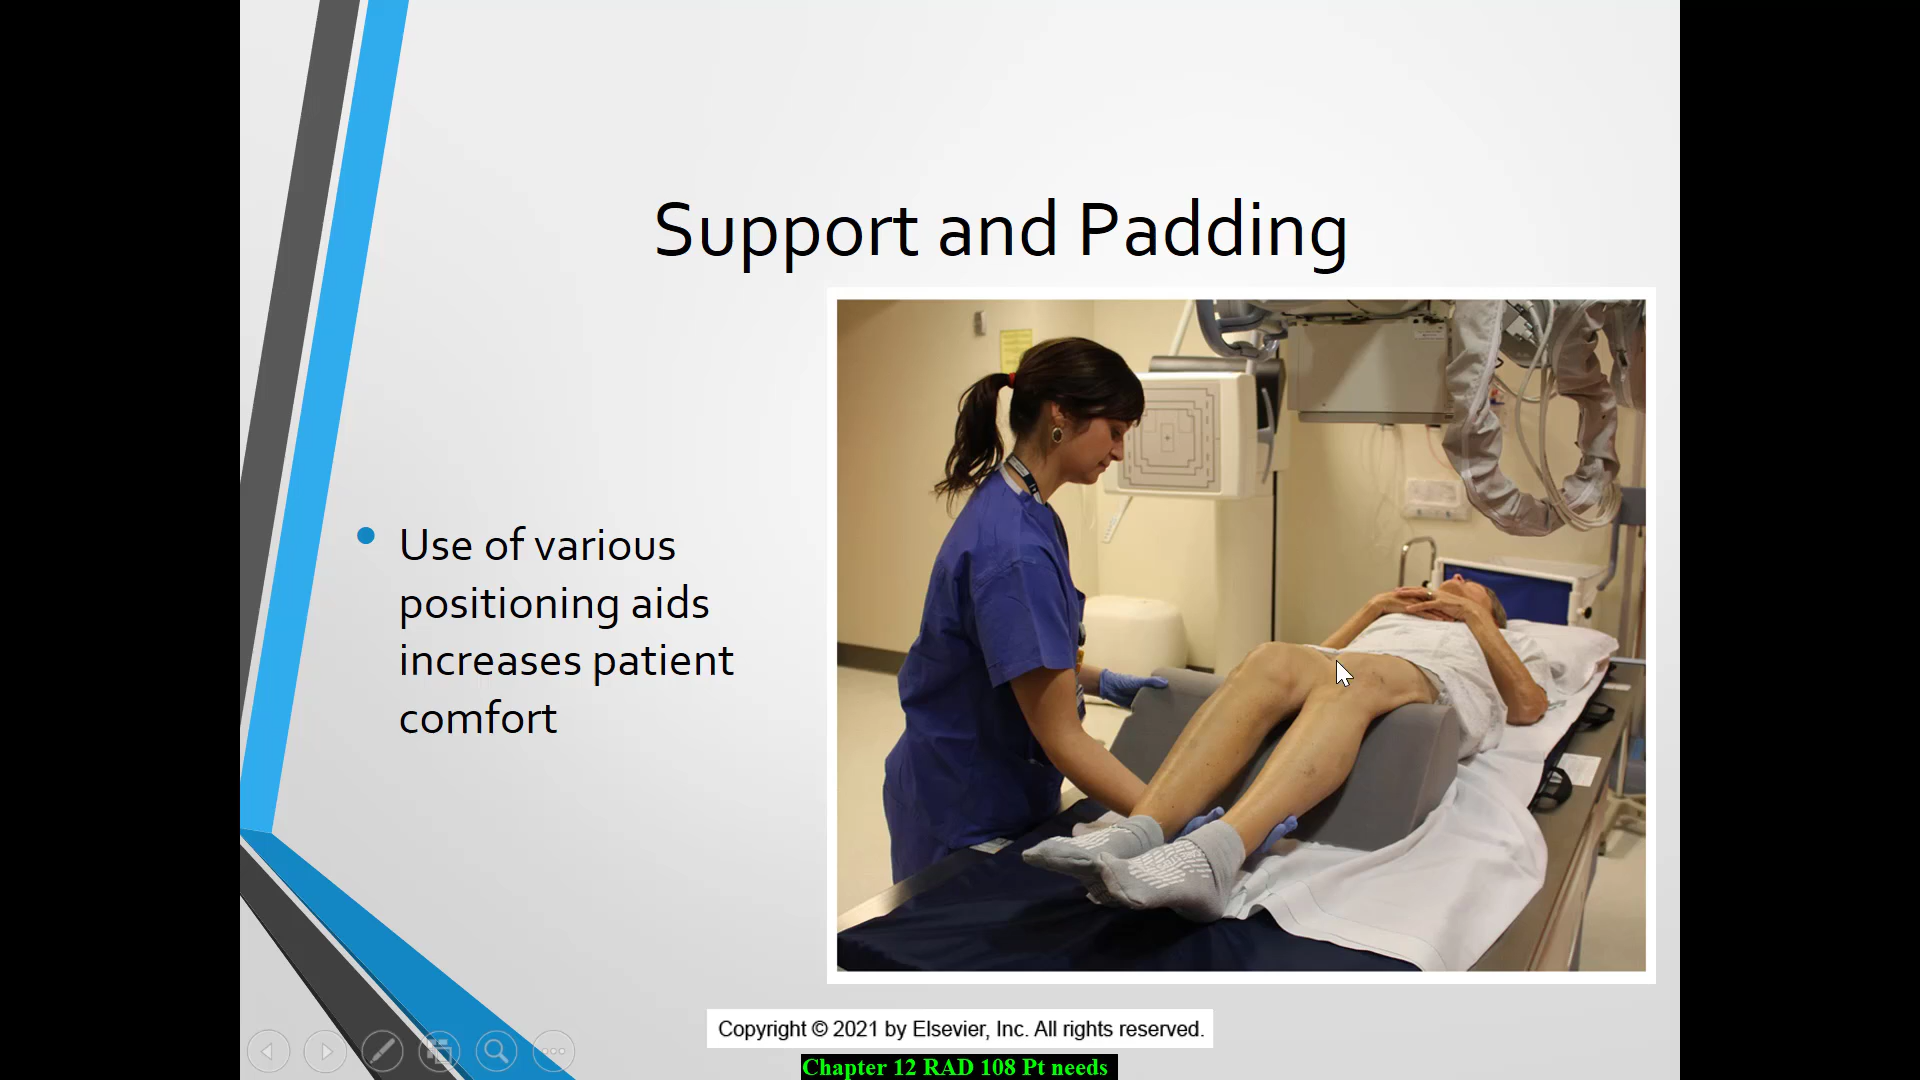 Support and Padding
Use of various
positioning aids
increases patient
comfort
Copyright © 2021 by Elsevier, Inc. All rights reserved.
Chapter 12 RAD 108 Pt needs